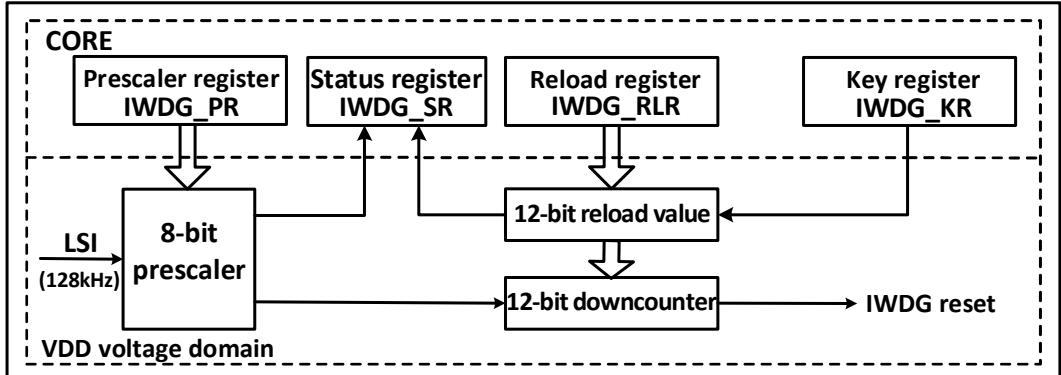 CORE
Prescaler register
IWDG_PR
Status register
IWDG_SR
Reload register
IWDG_RLR
Key register
IWDG_KR
LSI
(128kHz)
8-bit
prescaler
12-bit reload value
12-bit downcounter
IWDG reset
VDD voltage domain